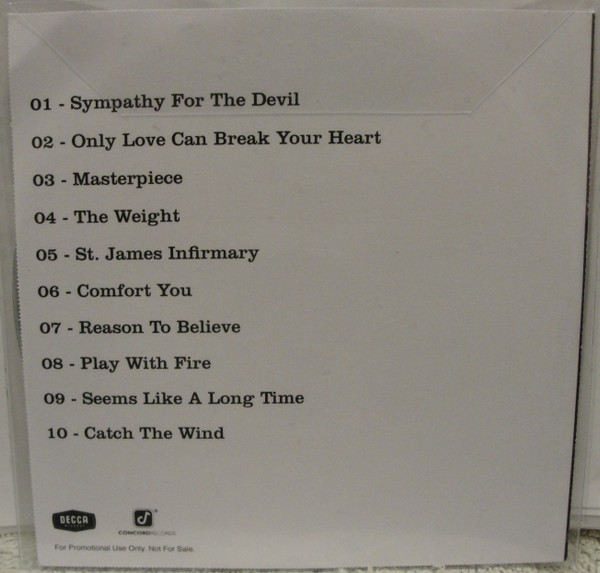 01 - Sympathy For The Devil
02 - Only Love Can Break Your Heart
03 - Masterpiece
04 - The Weight
05 - St. James Infirmary
06 - Comfort You
07 - Reason To Believe
08 - Play With Fire
09 - Seems Like A Long Time
10 - Catch The Wind
DECCA
CONCORDRECORDS
For Promotional Use Only. Not For Sale.